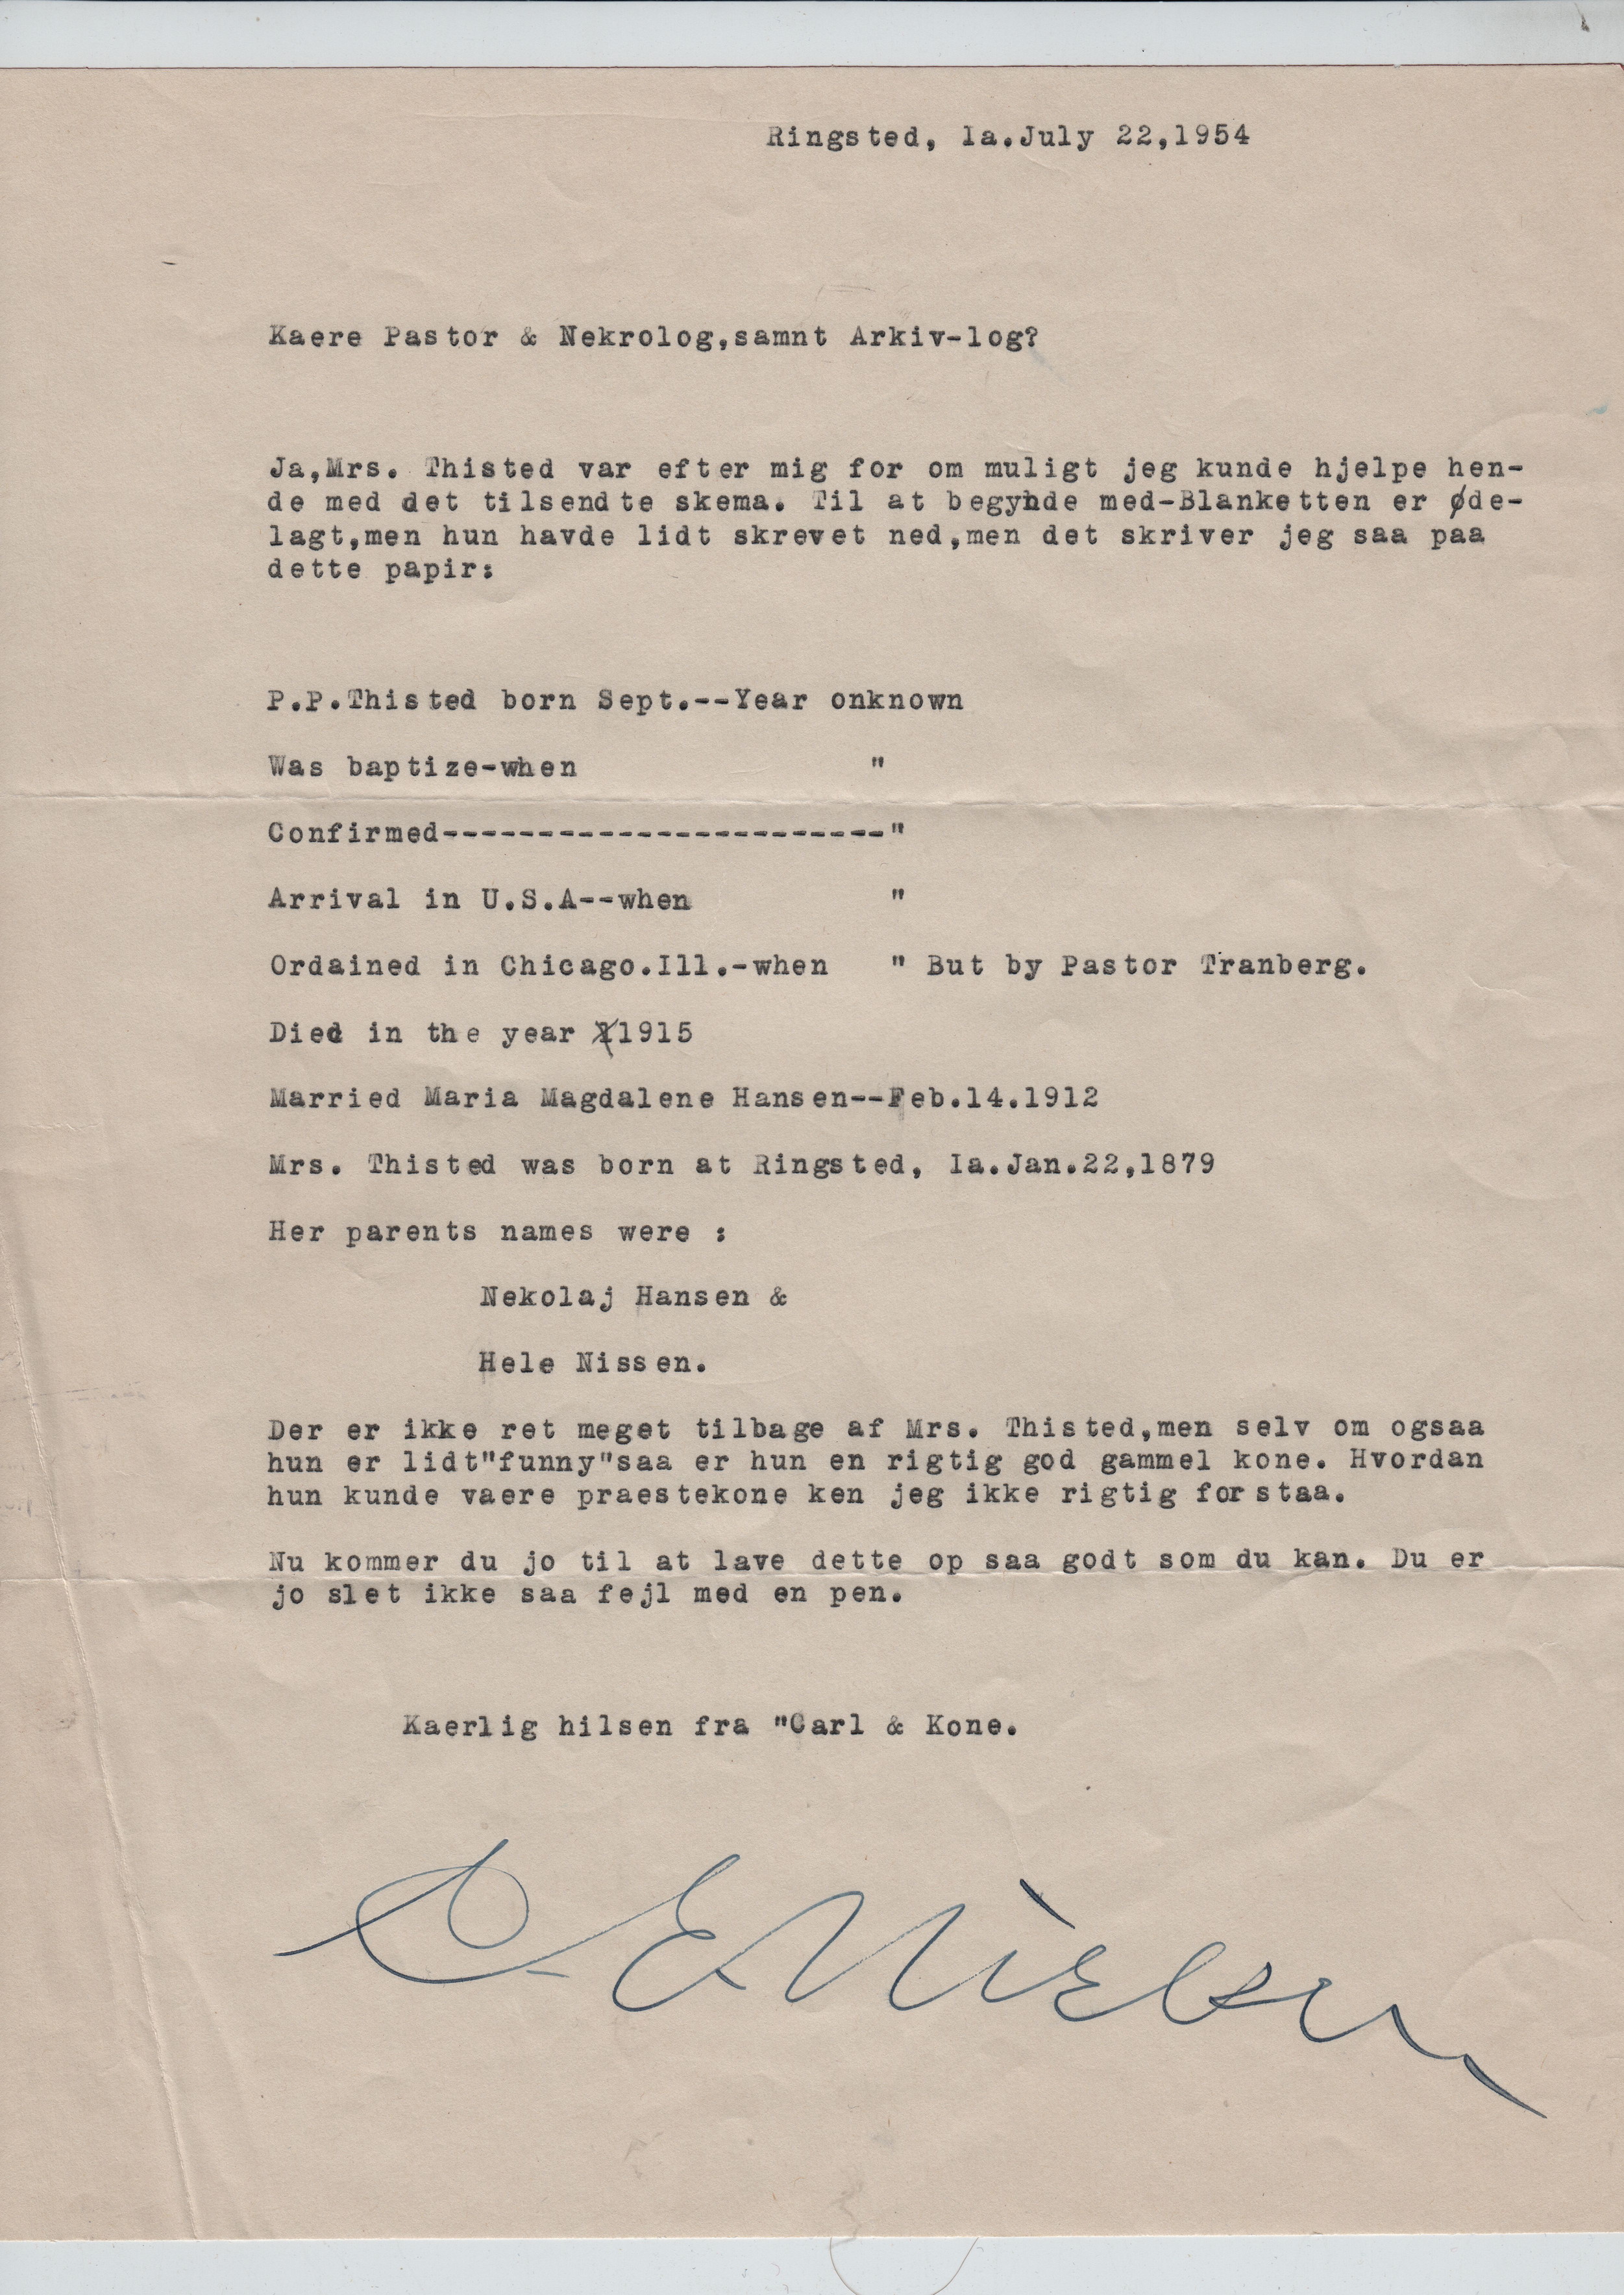 Ringsted, Ia.July 22,1954
Kaere Pastor & Nekrolog,samnt Arkiv-log?
Ja,Mrs. Thisted var efter mig for om muligt jeg kunde hjelpe hen-
de med det tilsendte skema. Til at begynde med-Blanketten er øde-
lagt,men hun havde lidt skrevet ned,men det skriver jeg saa paa
dette papir:
P.P.Thisted born Sept.--Year onknown
Was baptize-when "
Confirmed-----------------------"
Arrival in U.S.A--when "
Ordained in Chicago.Ill.-when " But by Pastor Tranberg.
Died in the year 1915
Married Maria Magdalene Hansen--Feb.14.1912
Mrs. Thisted was born at Ringsted, Ia.Jan.22,1879
Her parents names were :
Nekolaj Hansen &
Hele Nissen.
Der er ikke ret meget tilbage af Mrs. Thisted,men selv om ogsaa
hun er lidt"funny"saa er hun en rigtig god gammel kone. Hvordan
hun kunde vaere praestekone ken jeg ikke rigtig forstaa.
Nu kommer du jo til at lave dette op saa godt som du kan. Du er
jo slet ikke saa fejl med en pen.
Kaerlig hilsen fra "Carl & Kone.
C. E. Nielsen